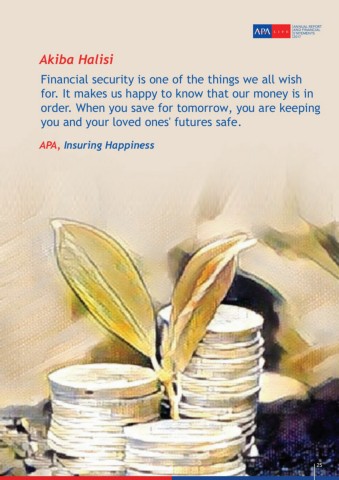 APA LIFE
ANNUAL REPORT
AND FINANCIAL
STATEMENTS
2017
Akiba Halisi
Financial security is one of the things we all wish
for. It makes us happy to know that our money is in
order. When you save for tomorrow, you are keeping
you and your loved ones' futures safe.
APA, Insuring Happiness